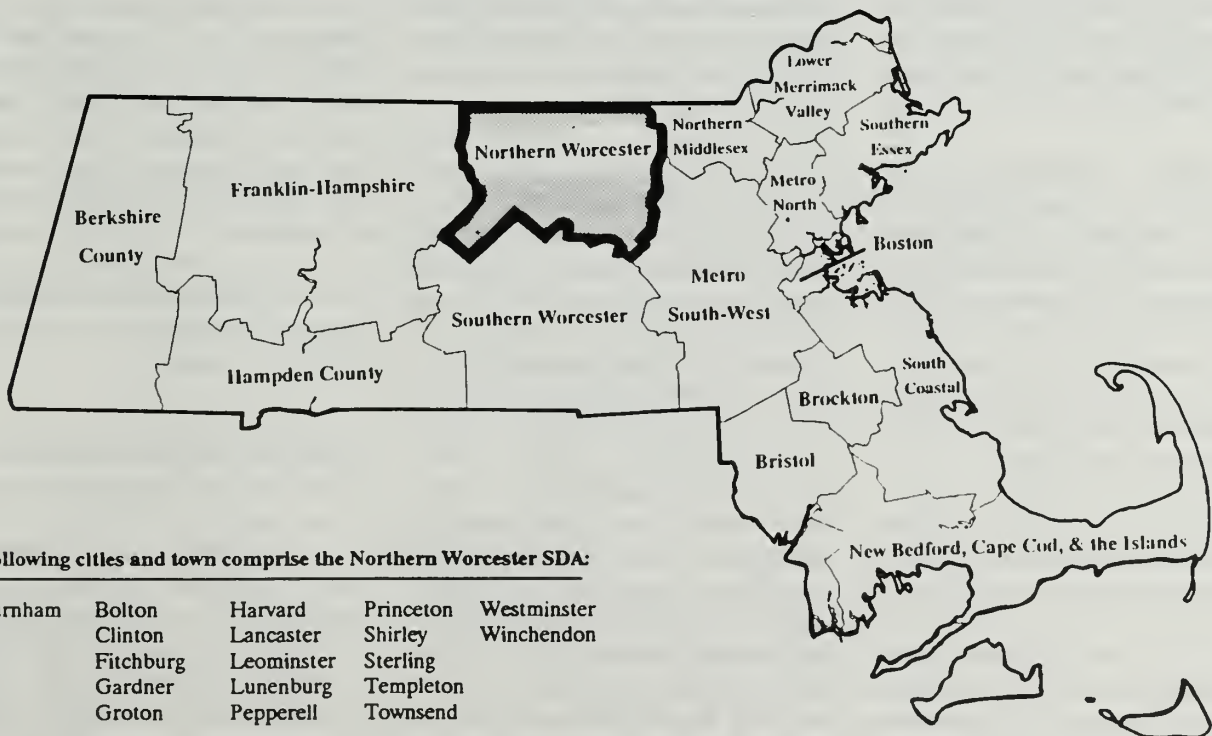 Lower
Merrimack
Valley
Northern
Middlesex
Southern
Essex
Northern Worcester
Metro
North
Franklin-Hampshire
Berkshire
County
Boston
Metro
South-West
Southern Worcester
Hampden County
South
Coastal
Brockton
Bristol
New Bedford, Cape Cod, & the Islands
ollowing cities and town comprise the Northern Worcester SDA:
rnham Bolton Harvard Princeton Westminster
Clinton Lancaster Shirley Winchendon
Fitchburg Leominster Sterling
Gardner Lunenburg Templeton
Groton Pepperell Townsend